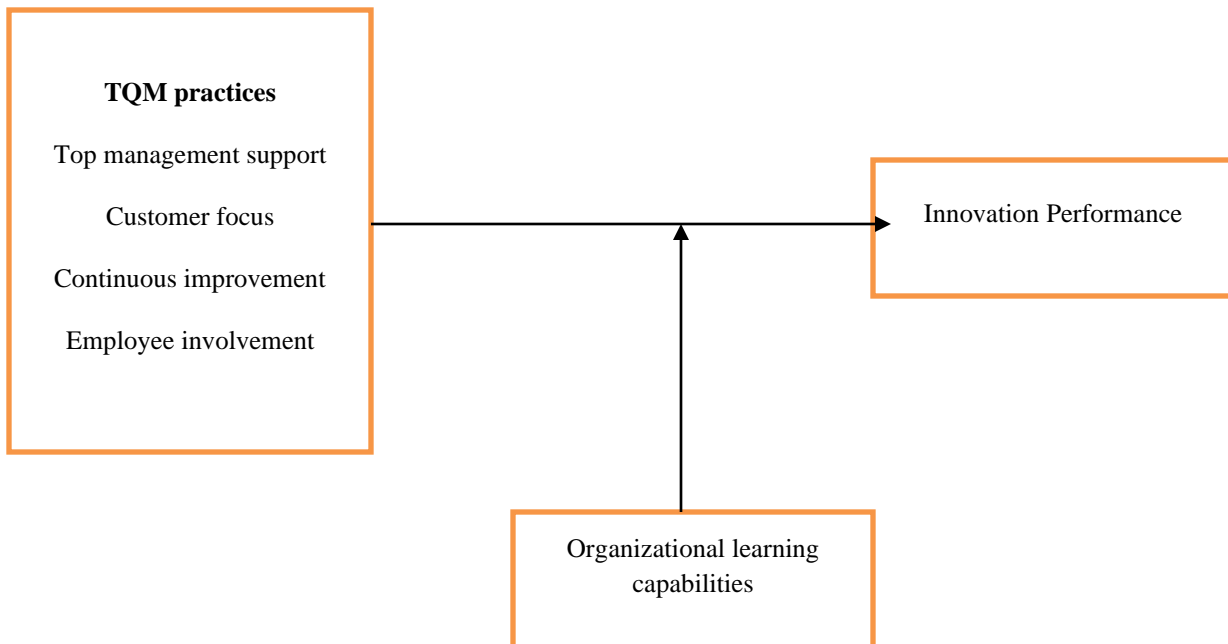 TQM practices
Top management support
Customer focus
Continuous improvement
Employee involvement
Innovation Performance
Organizational learning
capabilities